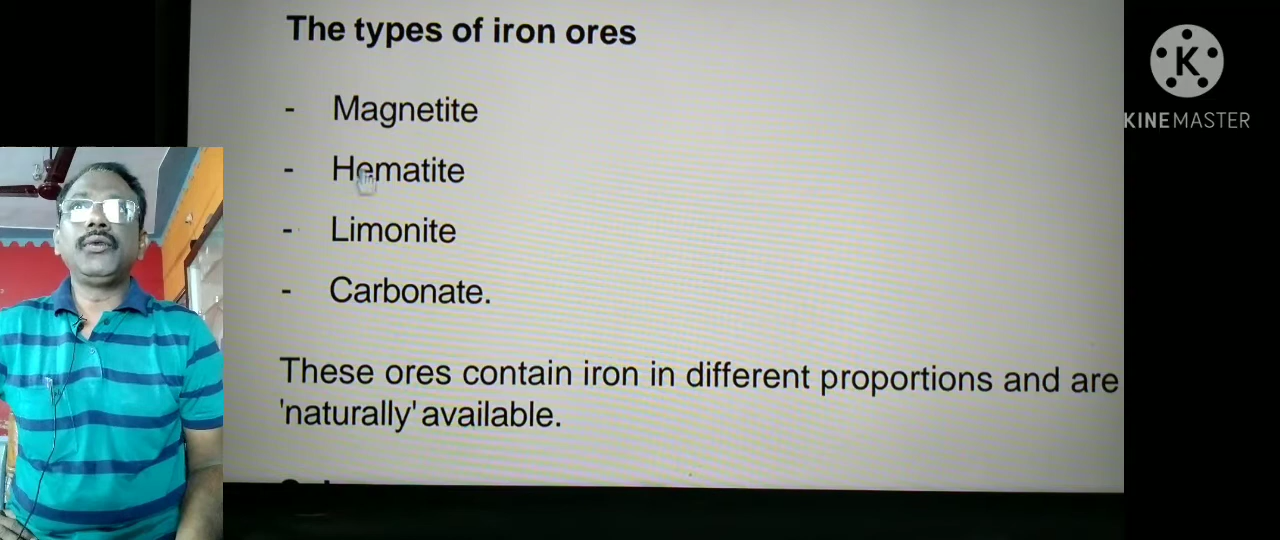 The types of iron ores
- Magnetite
- Hematite
- Limonite
- Carbonate.
These ores contain iron in different proportions and are
'naturally' available.
K
KINEMASTER